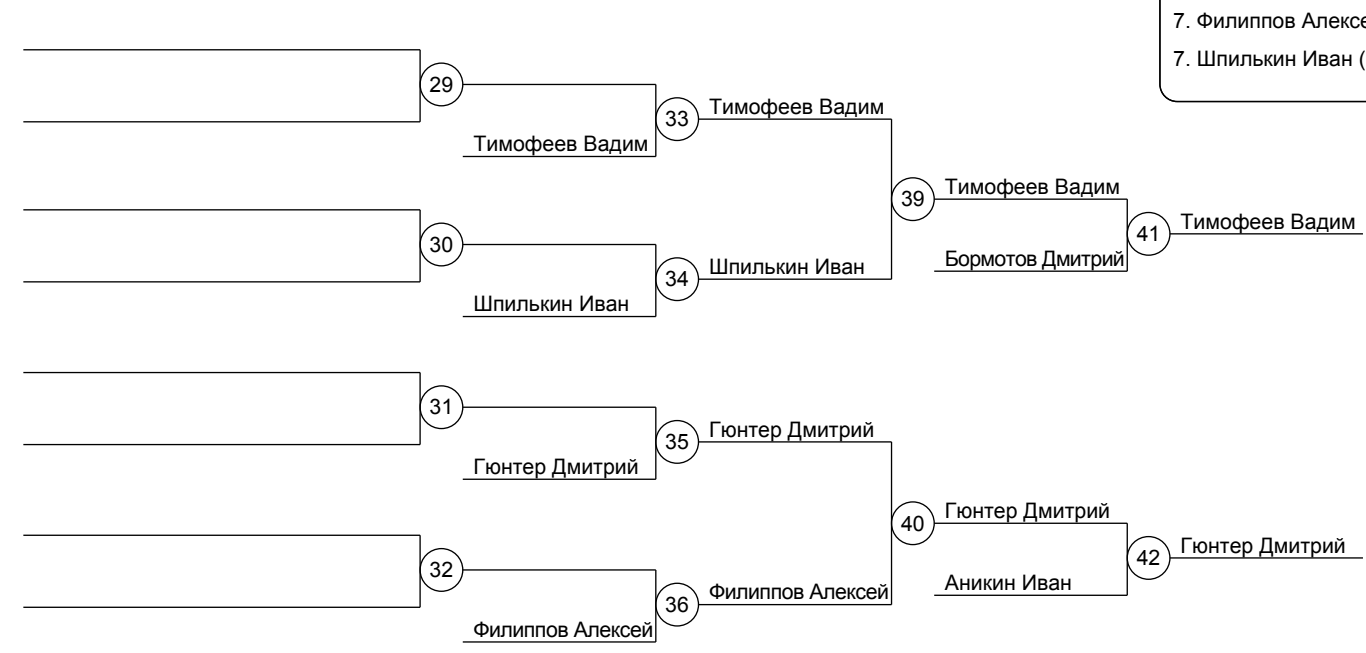 7. Филиппов Алексе
7. Шпилькин Иван (
29
33
Тимофеев Вадим
Тимофеев Вадим
39
Тимофеев Вадим
41
Тимофеев Вадим
30
34
Шпилькин Иван
Бормотов Дмитрий
Шпилькин Иван
31
35
Гюнтер Дмитрий
Гюнтер Дмитрий
40
Гюнтер Дмитрий
42
Гюнтер Дмитрий
32
36
Филиппов Алексей
Аникин Иван
Филиппов Алексей